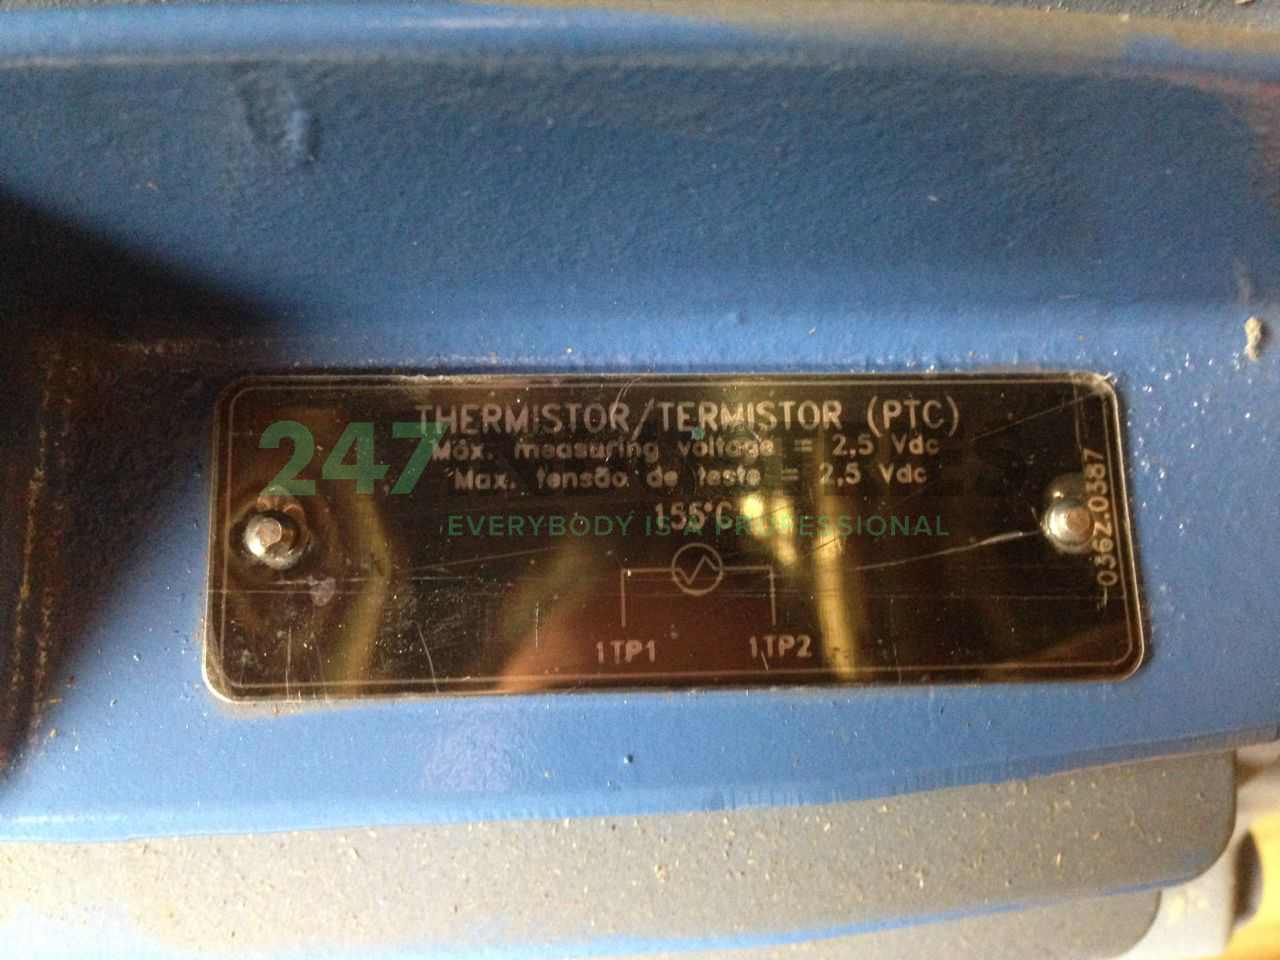 THERMISTOR/TERMISTOR (PTC)
Máx. measuring voltage = 2,5 Vdc
Max. tensão de teste = 2,5 Vdc
155°C
1TP1 1TP2
0362.0387
247
EVERYBODY IS A PROFESSIONAL